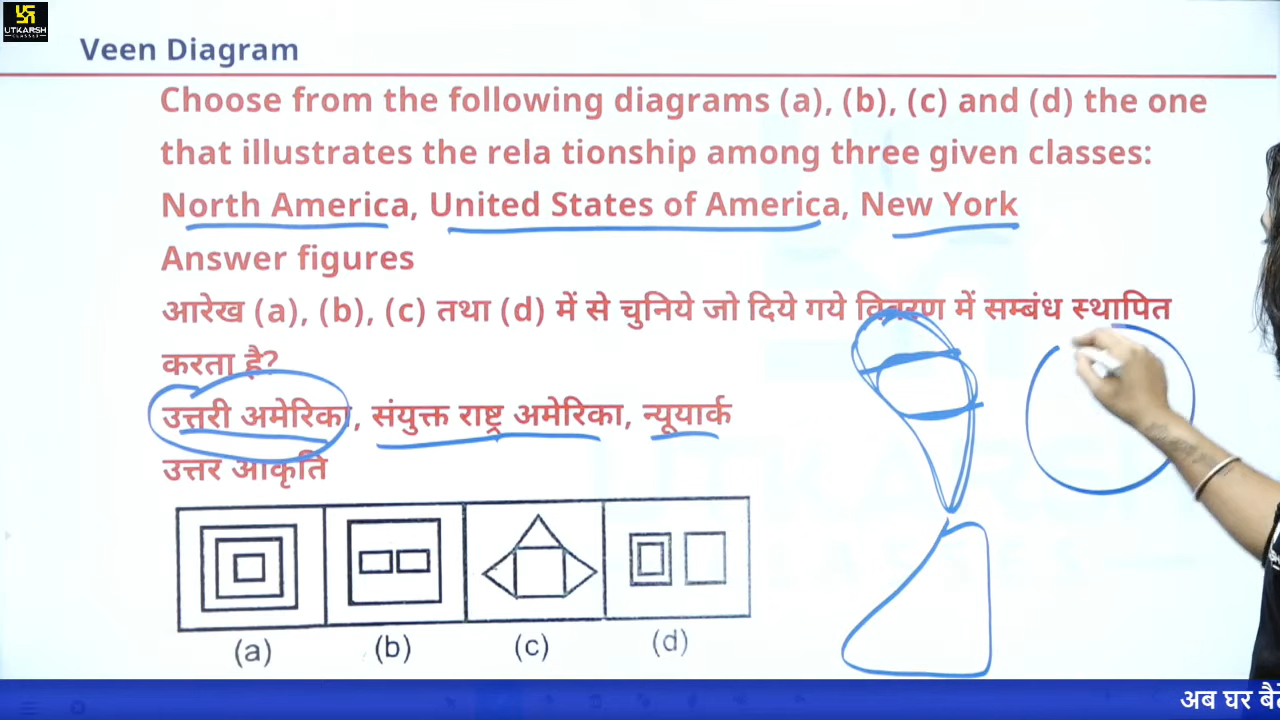 UTKARSH
CLASSES
Veen Diagram
Choose from the following diagrams (a), (b), (c) and (d) the one
that illustrates the rela tionship among three given classes:
North America, United States of America, New York
Answer figures
आरेख (a), (b), (c) तथा (d) में से चुनिये जो दिये गये विवरण में सम्बंध स्थापित
करता है?
उत्तरी अमेरिका, संयुक्त राष्ट्र अमेरिका, न्यूयार्क
उत्तर आकृति
(a) (b) (c) (d)
अब घर बैठे